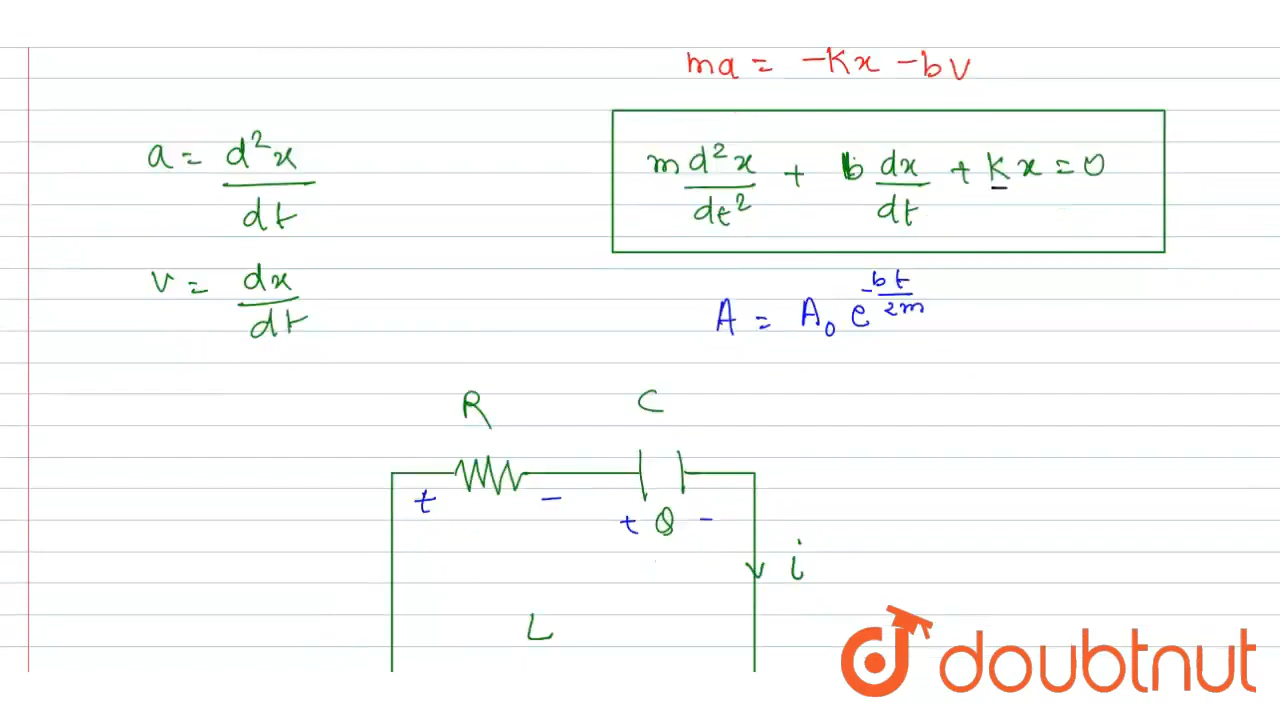 ma = -Kx - bv
a = d²x/dt
m d²x/dt² + b dx/dt + Kx = 0
v = dx/dt
A = A₀ e^(-bt/2m)
R
C
+ -
+ Q -
i
L
doubtnut